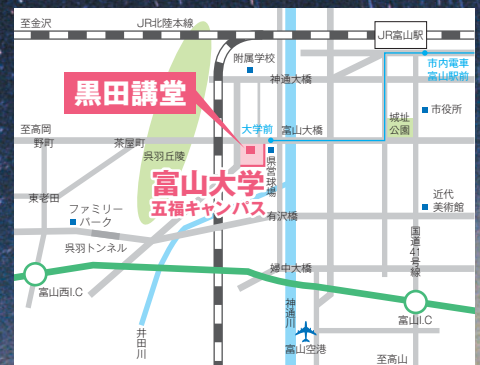 至金沢
JR北陸本線
JR富山駅
附属学校
市内電車
富山駅前
神通大橋
黒田講堂
市役所
城址
公園
大学前
富山大橋
至高岡
野町
茶屋町
呉羽丘陵
県営球場
富山大学
五福キャンパス
東老田
ファミリー
パーク
近代
美術館
有沢橋
国道41号線
呉羽トンネル
婦中大橋
富山西I.C
神通川
富山I.C
井田川
富山空港
至高山